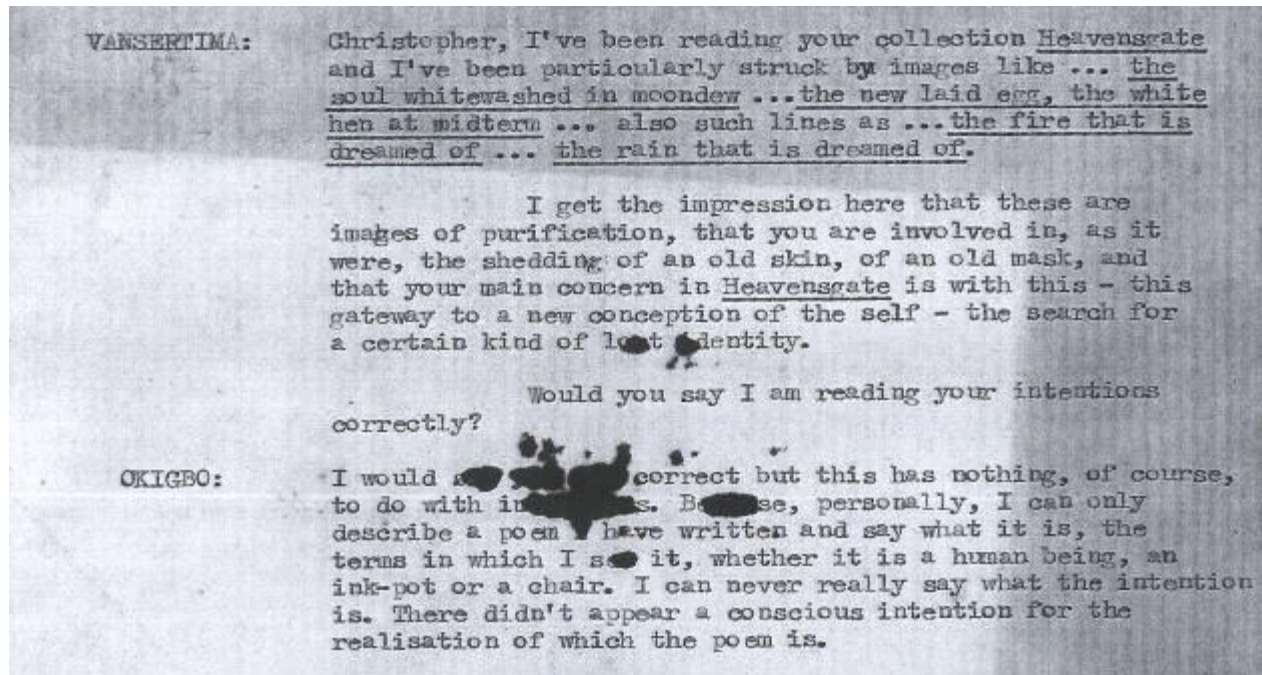 VANSERTIMA: Christopher, I've been reading your collection Heavensgate
and I've been particularly struck by images like ... the
soul whitewashed in moondew ...the new laid egg, the white
hen at midterm ... also such lines as ...the fire that is
dreamed of ... the rain that is dreamed of.
I get the impression here that these are
images of purification, that you are involved in, as it
were, the shedding of an old skin, of an old mask, and
that your main concern in Heavensgate is with this - this
gateway to a new conception of the self - the search for
a certain kind of lost identity.
Would you say I am reading your intentions
correctly?
OKIGBO: I would correct but this has nothing, of course,
to do with personally, I can only
describe a poem have written and say what it is, the
terms in which I it, whether it is a human being, an
ink-pot or a chair. I can never really say what the intention
is. There didn't appear a conscious intention for the
realisation of which the poem is.